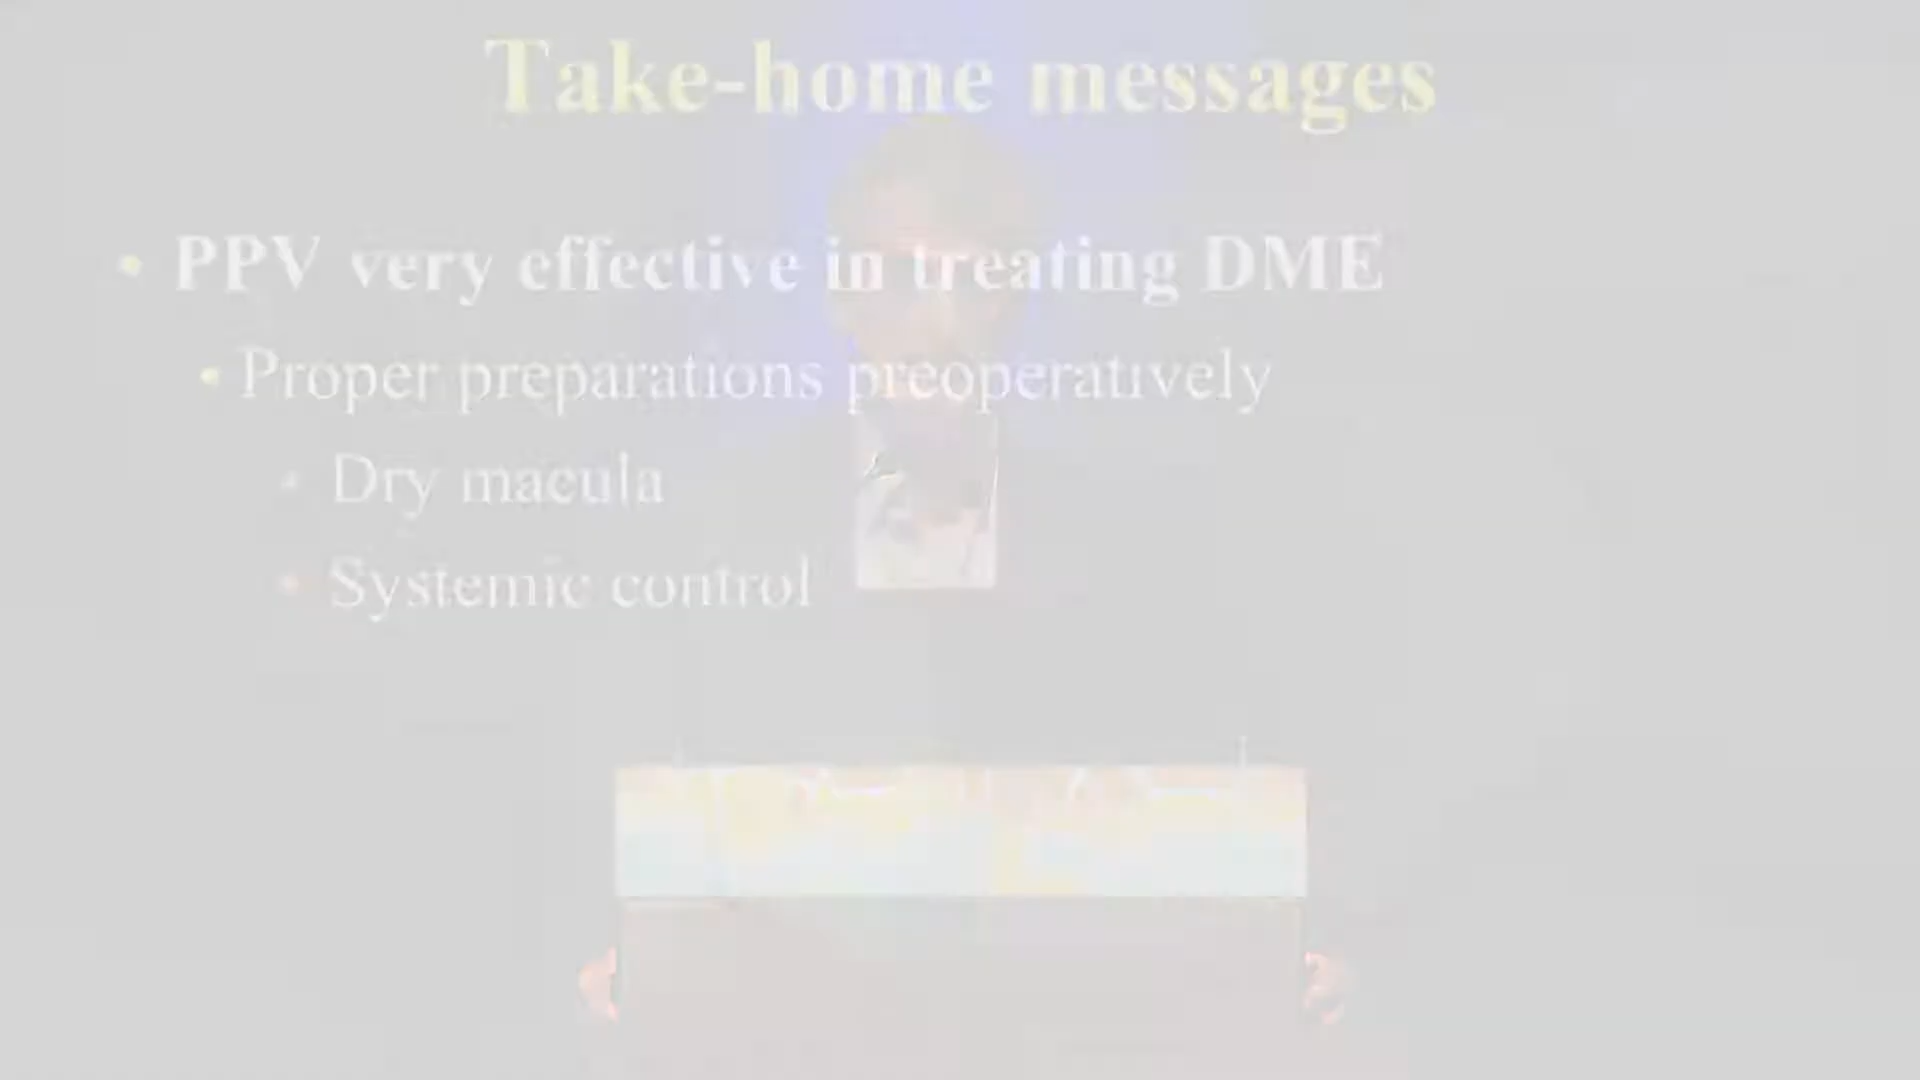 Take-home messages
• PPV very effective in treating DME
• Proper preparations preoperatively
• Dry macula
• Systemic control